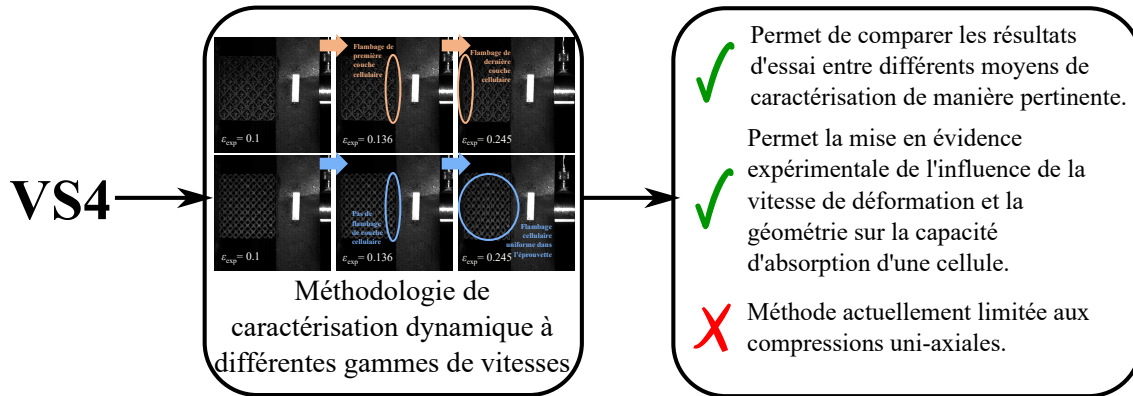 VS4
Flambage de
première
couche
cellulaire
Flambage de
dernière
couche
cellulaire
εexp= 0.1
εexp= 0.136
εexp= 0.245
Pas de
flambage
de couche
cellulaire
Flambage
cellulaire
uniforme dans
l'éprouvette
εexp= 0.1
εexp= 0.136
εexp= 0.245
Méthodologie de
caractérisation dynamique à
différentes gammes de vitesses
Permet de comparer les résultats
d'essai entre différents moyens de
caractérisation de manière pertinente.
Permet la mise en évidence
expérimentale de l'influence de la
vitesse de déformation et la
géométrie sur la capacité
d'absorption d'une cellule.
Méthode actuellement limitée aux
compressions uni-axiales.